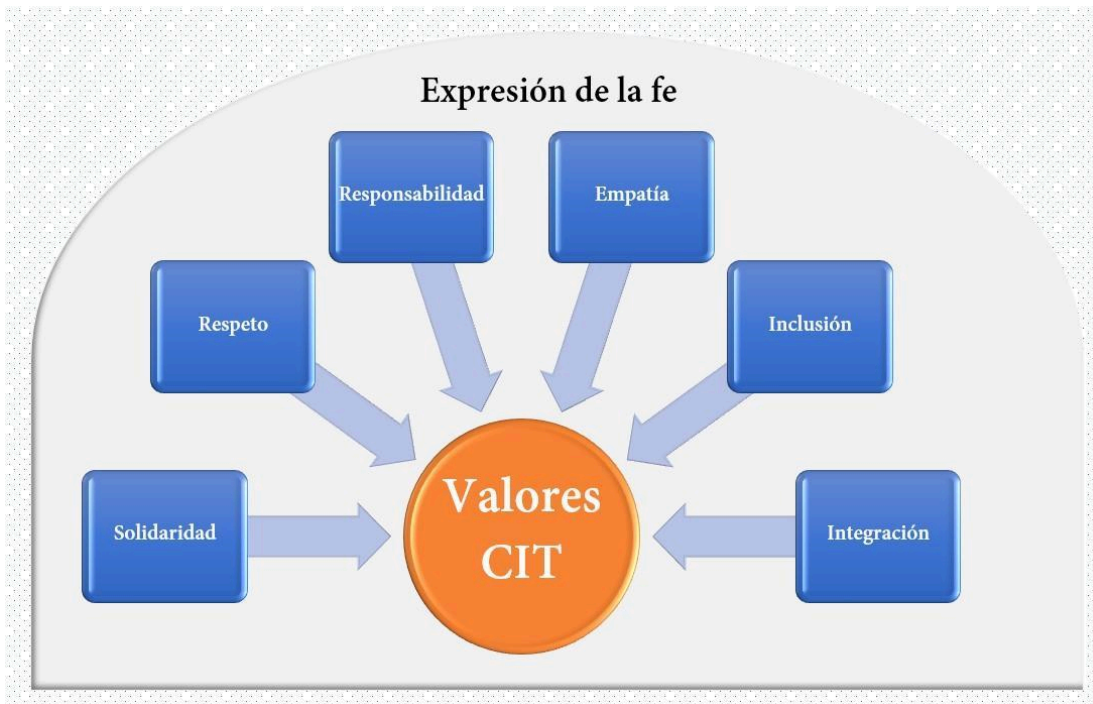 Expresión de la fe
Responsabilidad
Empatía
Respeto
Inclusión
Valores
CIT
Solidaridad
Integración